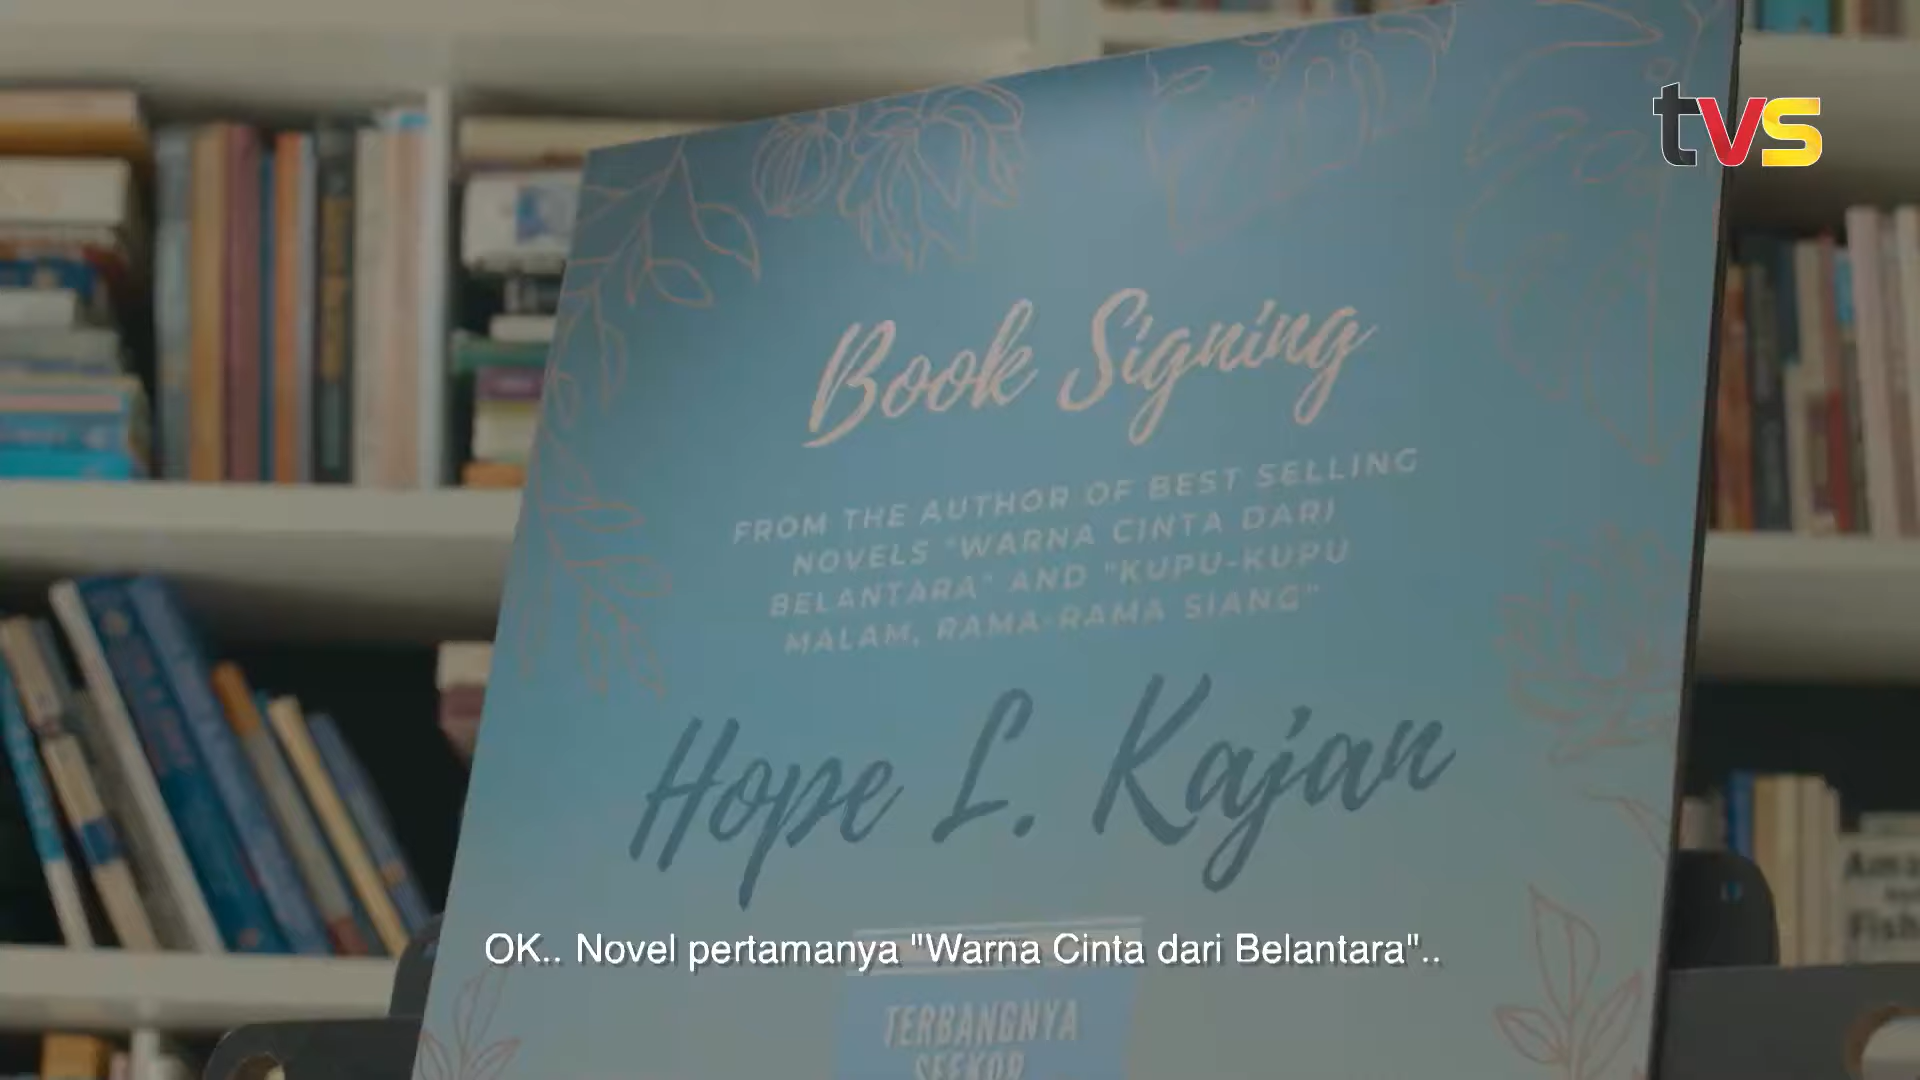 tvs
Book Signing
FROM THE AUTHOR OF BEST SELLING
NOVELS "WARNA CINTA DARI
BELANTARA" AND "KUPU-KUPU
MALAM, RAMA-RAMA SIANG"
Hope L. Kajan
OK.. Novel pertamanya "Warna Cinta dari Belantara"..
TERBANGNYA
SEEKOR